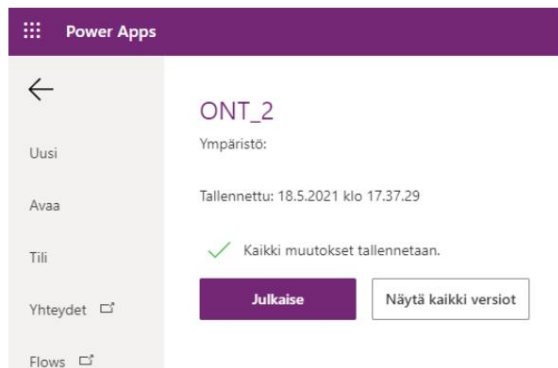 Power Apps
Uusi
Avaa
Tili
Yhteydet
Flows
ONT_2
Ympäristö:
Tallennettu: 18.5.2021 klo 17.37.29
Kaikki muutokset tallennetaan.
Julkaise
Näytä kaikki versiot